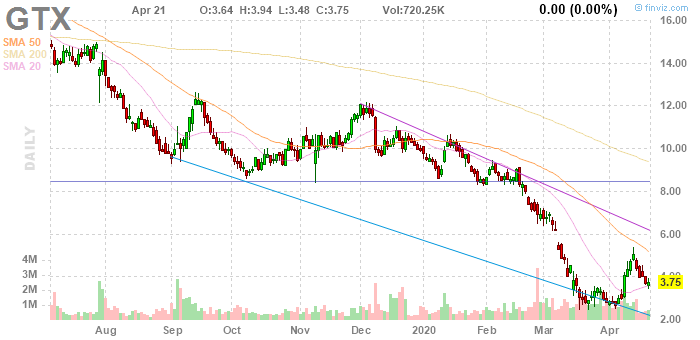 GTX
Apr 21 O:3.64 H:3.94 L:3.48 C:3.75 Vol:720.25K 0.00 (0.00%)
© finviz.com
SMA 50
SMA 200
SMA 20
DAILY
16.00
14.00
12.00
10.00
8.00
6.00
4.00
3.75
2.00
4M
3M
2M
1M
Aug Sep Oct Nov Dec 2020 Feb Mar Apr